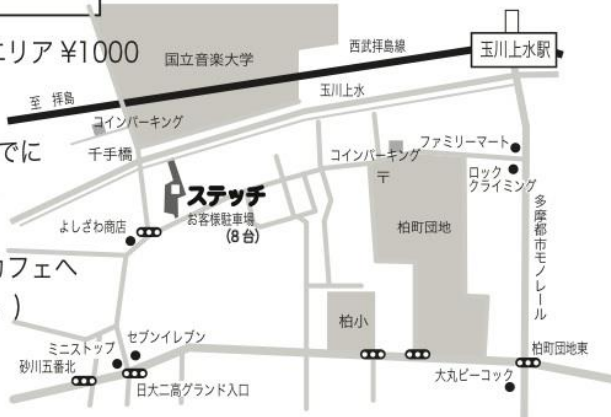 エリア ¥1000
国立音楽大学
西武拝島線
玉川上水駅
至 拝島
玉川上水
コインパーキング
でに
千手橋
コインパーキング
ファミリーマート
〒
ロック
クライミング
ステッチ
お客様駐車場
(8台)
よしざわ商店
柏町団地
多摩都市モノレール
カフェへ
)
柏小
ミニストップ
セブンイレブン
砂川五番北
日大二高グランド入口
柏町団地東
大丸ピーコック